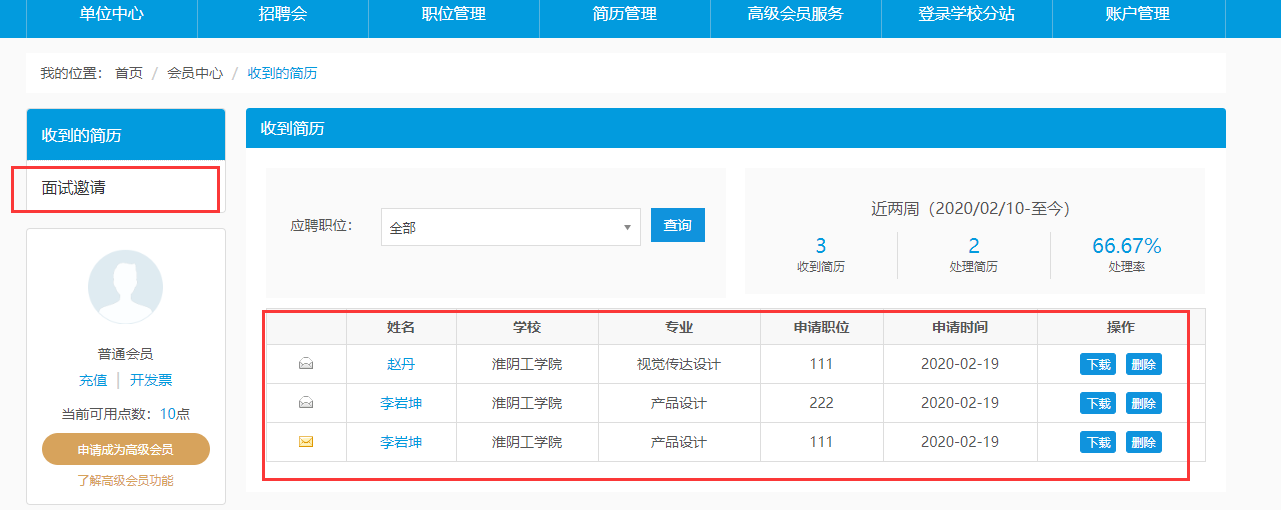 单位中心 招聘会 职位管理 简历管理 高级会员服务 登录学校分站 账户管理
我的位置： 首页 / 会员中心 / 收到的简历
收到的简历
面试邀请
普通会员
充值 | 开发票
当前可用点数：10点
申请成为高级会员
了解高级会员功能
收到简历
应聘职位： 全部 查询
近两周（2020/02/10-至今）
3 2 66.67%
收到简历 处理简历 处理率
姓名 学校 专业 申请职位 申请时间 操作
赵丹 淮阴工学院 视觉传达设计 111 2020-02-19 下载 删除
李岩坤 淮阴工学院 产品设计 222 2020-02-19 下载 删除
李岩坤 淮阴工学院 产品设计 111 2020-02-19 下载 删除